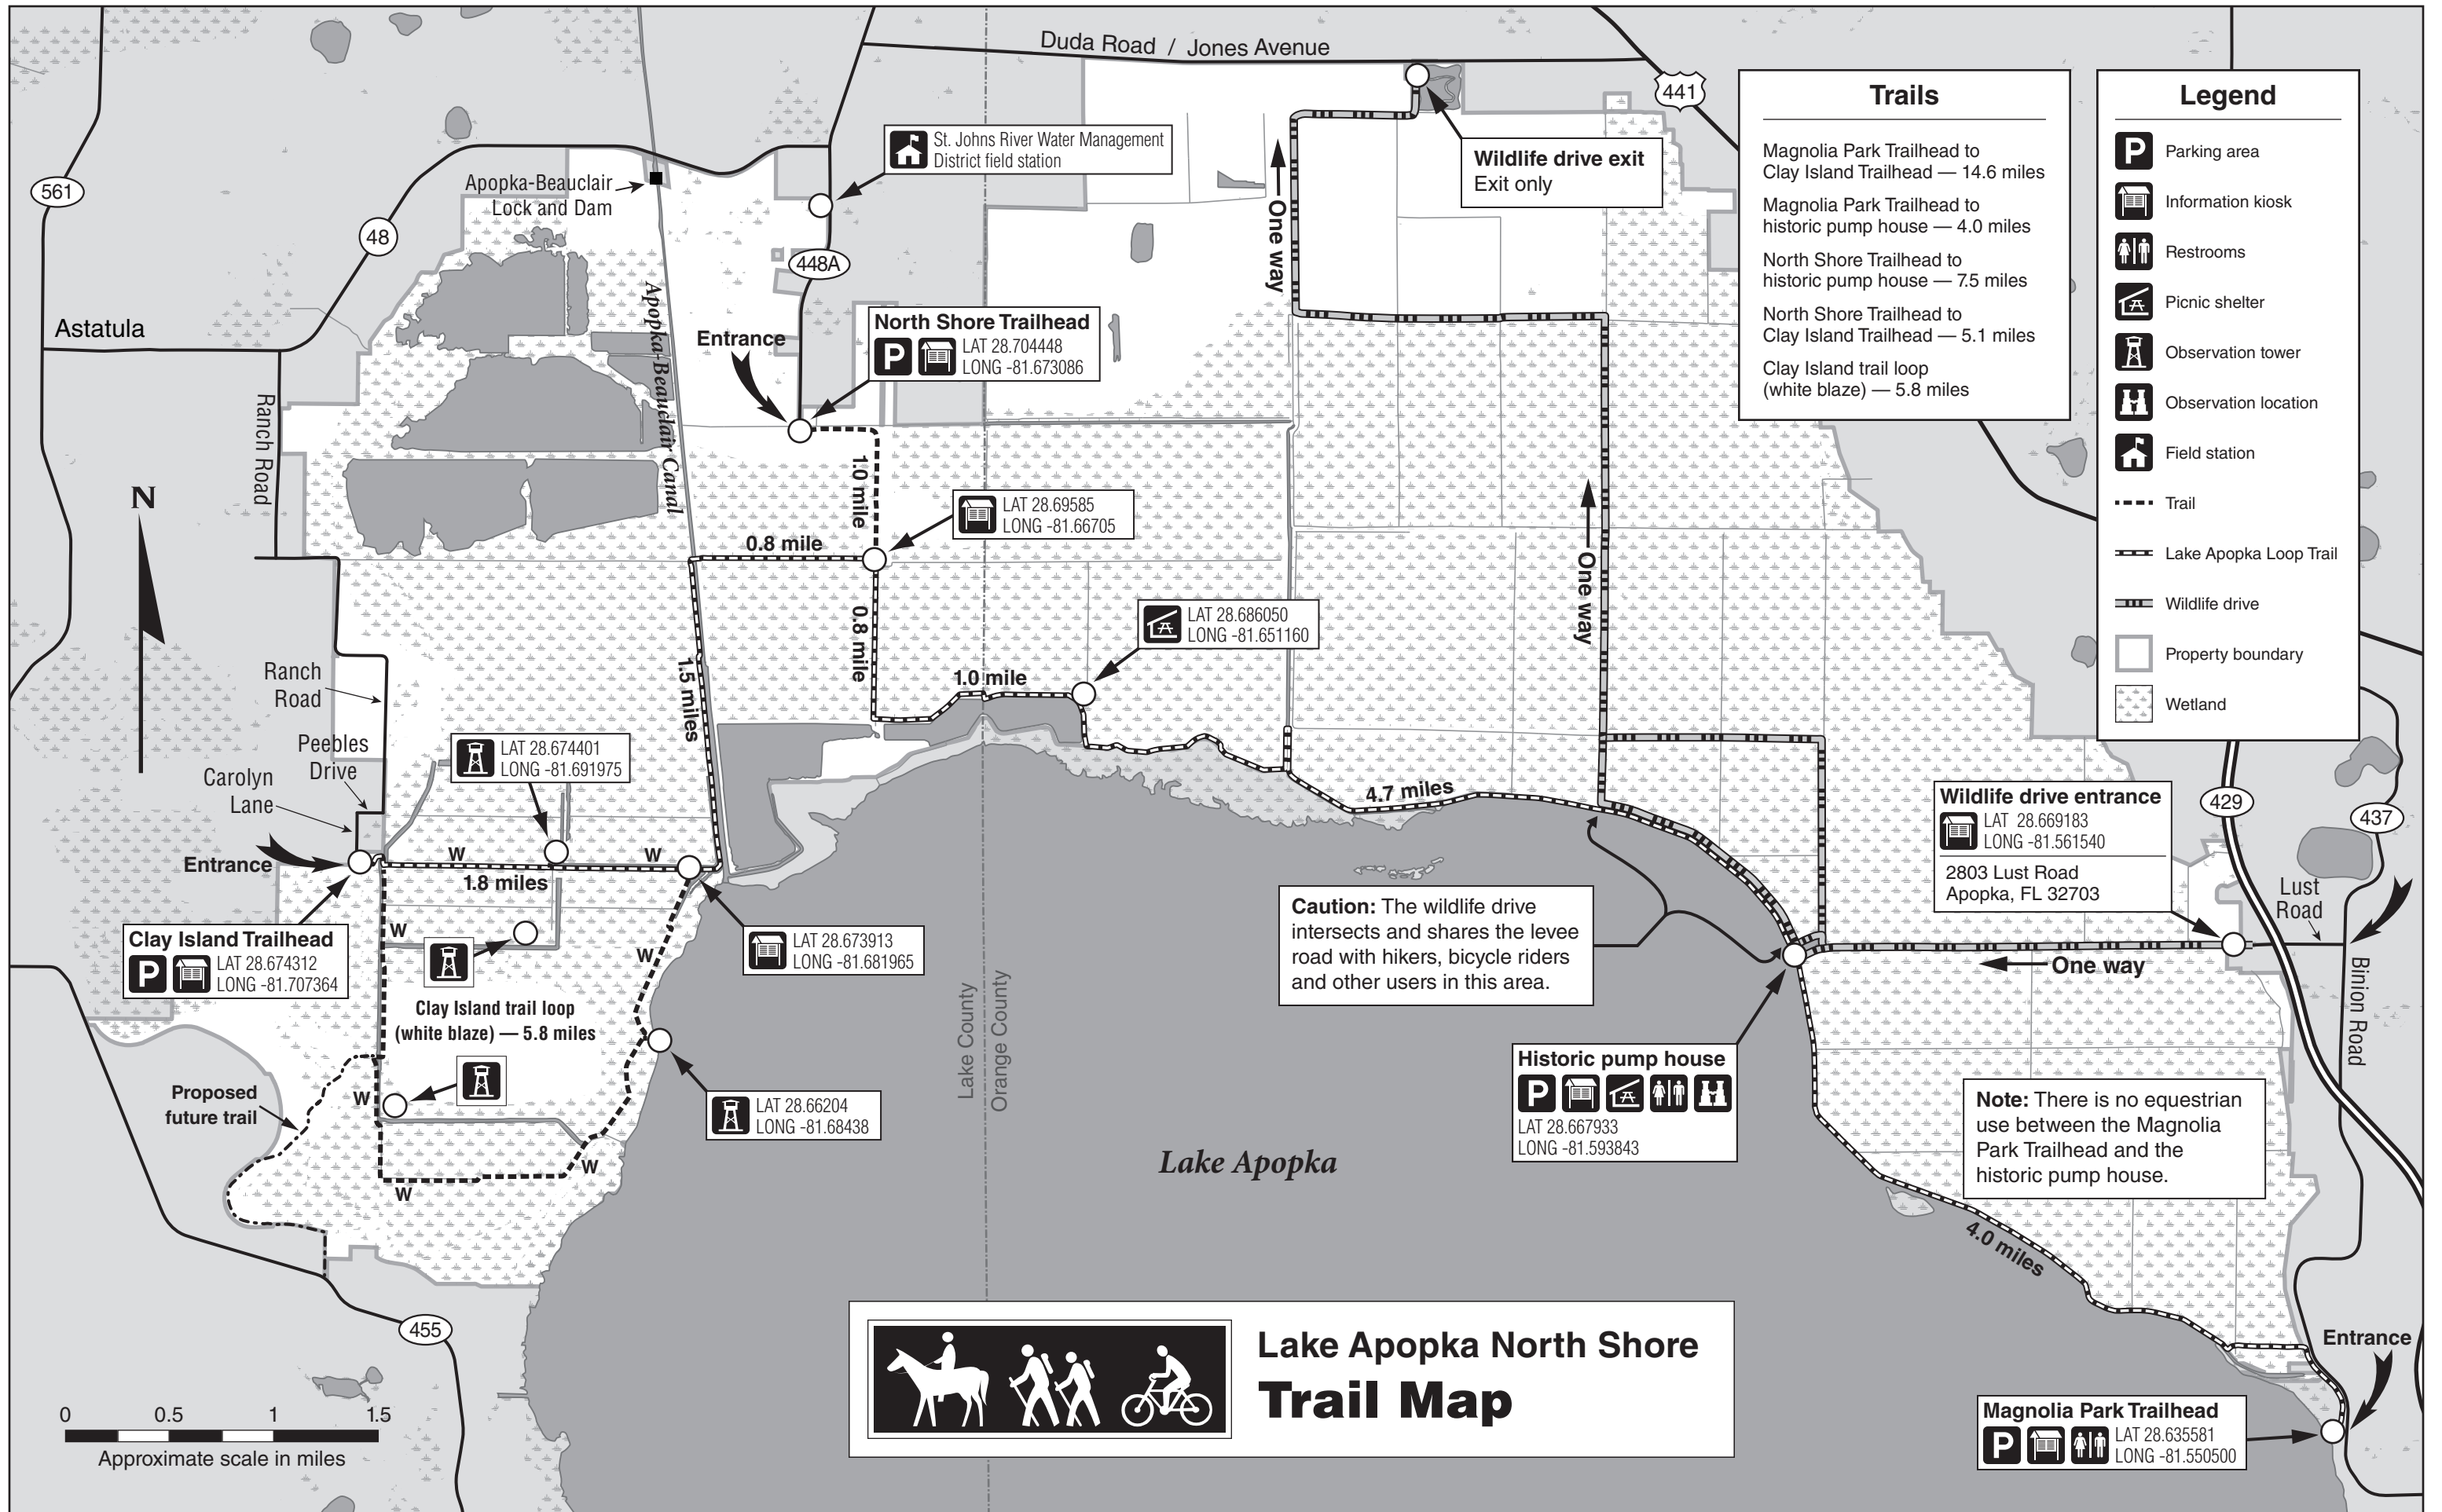 Duda Road / Jones Avenue
441
561
48
448A
Astatula
Ranch Road
Apopka-Beauclair
Lock and Dam
Apopka-Beauclair Canal
St. Johns River Water Management
District field station
Wildlife drive exit
Exit only
One way
Entrance
North Shore Trailhead
P
LAT 28.704448
LONG -81.673086
1.0 mile
LAT 28.69585
LONG -81.66705
0.8 mile
0.8 mile
LAT 28.686050
LONG -81.651160
1.0 mile
1.5 miles
One way
N
Ranch
Road
Peebles
Drive
Carolyn
Lane
Entrance
LAT 28.674401
LONG -81.691975
W
W
1.8 miles
Clay Island Trailhead
P
LAT 28.674312
LONG -81.707364
W
W
LAT 28.673913
LONG -81.681965
Clay Island trail loop
(white blaze) — 5.8 miles
Proposed
future trail
W
W
W
LAT 28.66204
LONG -81.68438
455
4.7 miles
Caution: The wildlife drive
intersects and shares the levee
road with hikers, bicycle riders
and other users in this area.
Lake County
Orange County
Lake Apopka
Historic pump house
P
LAT 28.667933
LONG -81.593843
Wildlife drive entrance
LAT 28.669183
LONG -81.561540
2803 Lust Road
Apopka, FL 32703
One way
429
437
Lust
Road
Binion Road
Note: There is no equestrian
use between the Magnolia
Park Trailhead and the
historic pump house.
4.0 miles
Entrance
Magnolia Park Trailhead
P
LAT 28.635581
LONG -81.550500
Trails
Magnolia Park Trailhead to
Clay Island Trailhead — 14.6 miles
Magnolia Park Trailhead to
historic pump house — 4.0 miles
North Shore Trailhead to
historic pump house — 7.5 miles
North Shore Trailhead to
Clay Island Trailhead — 5.1 miles
Clay Island trail loop
(white blaze) — 5.8 miles
Legend
P Parking area
Information kiosk
Restrooms
Picnic shelter
Observation tower
Observation location
Field station
Trail
Lake Apopka Loop Trail
Wildlife drive
Property boundary
Wetland
0 0.5 1 1.5
Approximate scale in miles
Lake Apopka North Shore
Trail Map